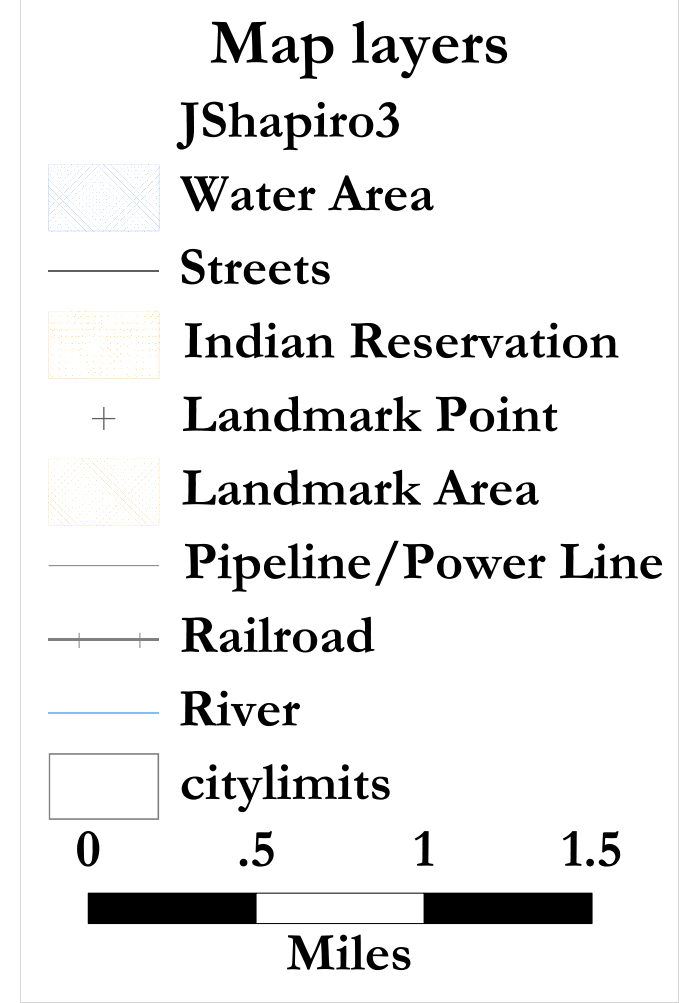 Map layers
JShapiro3
Water Area
Streets
Indian Reservation
Landmark Point
Landmark Area
Pipeline/Power Line
Railroad
River
citylimits
0 .5 1 1.5
Miles